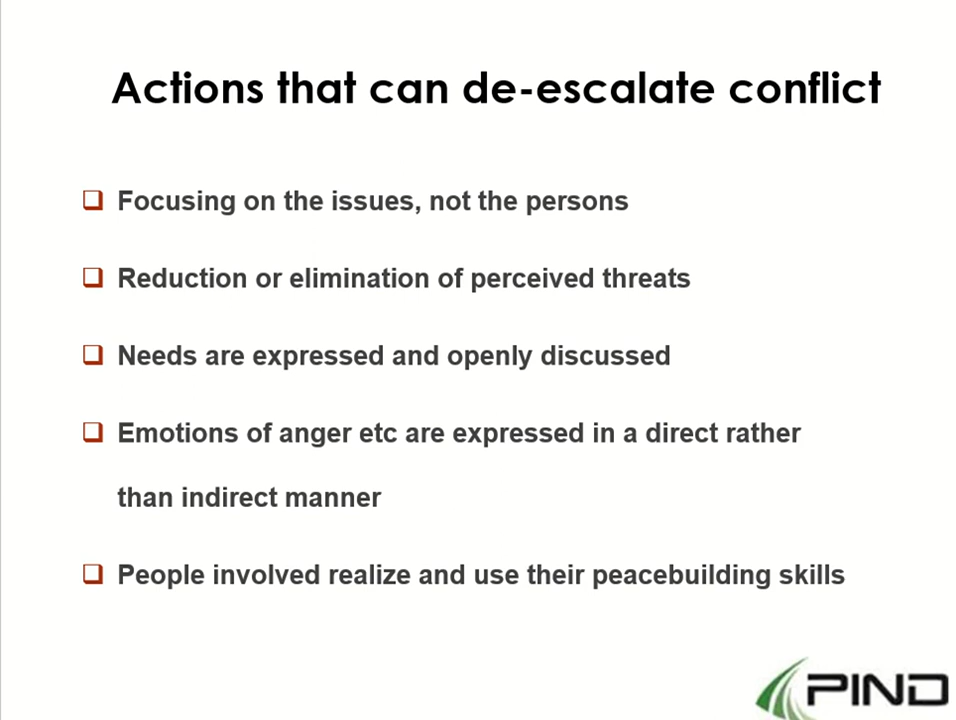 Actions that can de-escalate conflict
Focusing on the issues, not the persons
Reduction or elimination of perceived threats
Needs are expressed and openly discussed
Emotions of anger etc are expressed in a direct rather
than indirect manner
People involved realize and use their peacebuilding skills
PIND